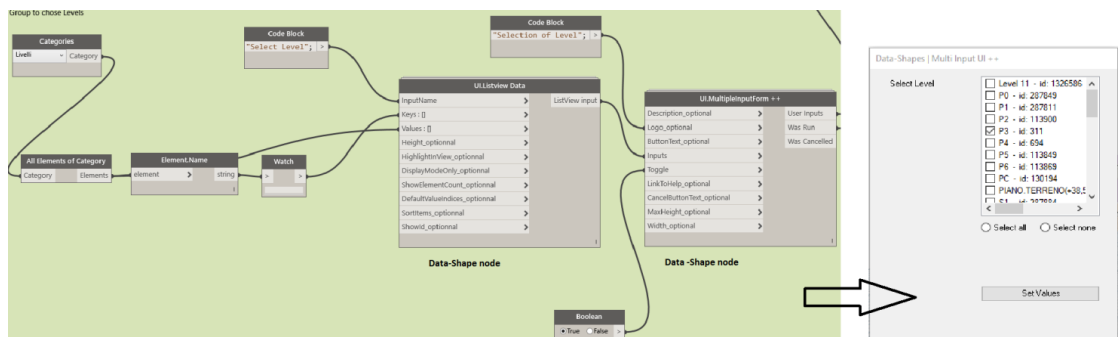 Group to chose Levels
Categories
Livelli Category
Code Block
"Select Level"; >
Code Block
"Selection of Level"; >
UI.Listview Data
InputName > ListView input
Keys : [] >
Values : [] >
Height_optionnal >
HighlightInView_optionnal >
DisplayModeOnly_optionnal >
ShowElementCount_optionnal >
DefaultValueIndices_optionnal >
SortItems_optionnal >
ShowId_optionnal >
UI.MultipleInputForm ++
Description_optional > User Inputs
Logo_optional > Was Run
ButtonText_optional > Was Cancelled
Inputs >
Toggle >
LinkToHelp_optional >
CancelButtonText_optional >
MaxHeight_optional >
Width_optional >
All Elements of Category
Category Elements
Element.Name
element > string
Watch
> >
Data-Shape node
Data -Shape node
Boolean
True False >
Data-Shapes | Multi Input UI ++
Select Level
Level 11 - id: 1326586
P0 - id: 287849
P1 - id: 287811
P2 - id: 113900
P3 - id: 311
P4 - id: 694
P5 - id: 113849
P6 - id: 113869
PC - id: 130194
PIANO.TERRENO(+38,5
S1 - id: 287884
Select all Select none
Set Values